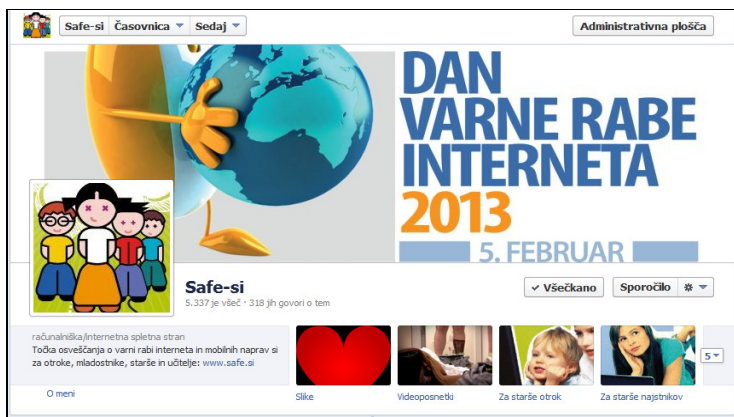 Safe-si Časovnica Sedaj
Administrativna plošča
DAN
VARNE RABE
INTERNETA
2013
5. FEBRUAR
Safe-si
5.337 je všeč · 318 jih govori o tem
Všečkano
Sporočilo
računalniška/internetna spletna stran
Točka osveščanja o varni rabi interneta in mobilnih naprav si
za otroke, mladostnike, starše in učitelje: www.safe.si
O meni
Slike
Videoposnetki
Za starše otrok
Za starše najstnikov
5